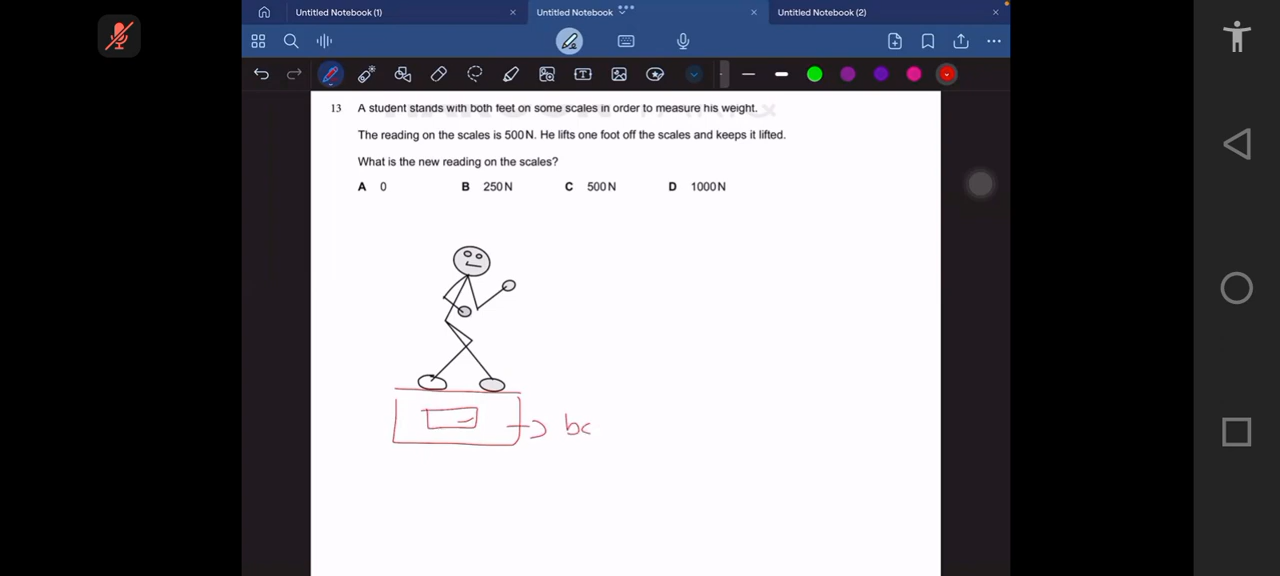 Untitled Notebook (1)
Untitled Notebook
Untitled Notebook (2)
13 A student stands with both feet on some scales in order to measure his weight.
The reading on the scales is 500 N. He lifts one foot off the scales and keeps it lifted.
What is the new reading on the scales?
A 0 B 250 N C 500 N D 1000 N
bc